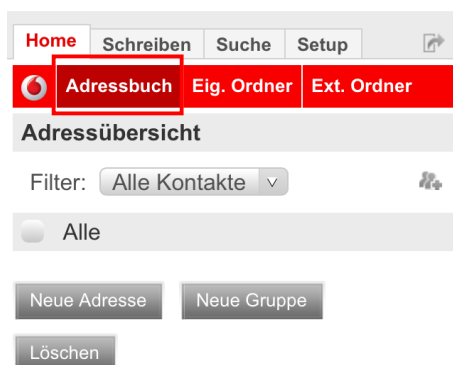 Home Schreiben Suche Setup
Adressbuch Eig. Ordner Ext. Ordner
Adressübersicht
Filter: Alle Kontakte
Alle
Neue Adresse Neue Gruppe
Löschen